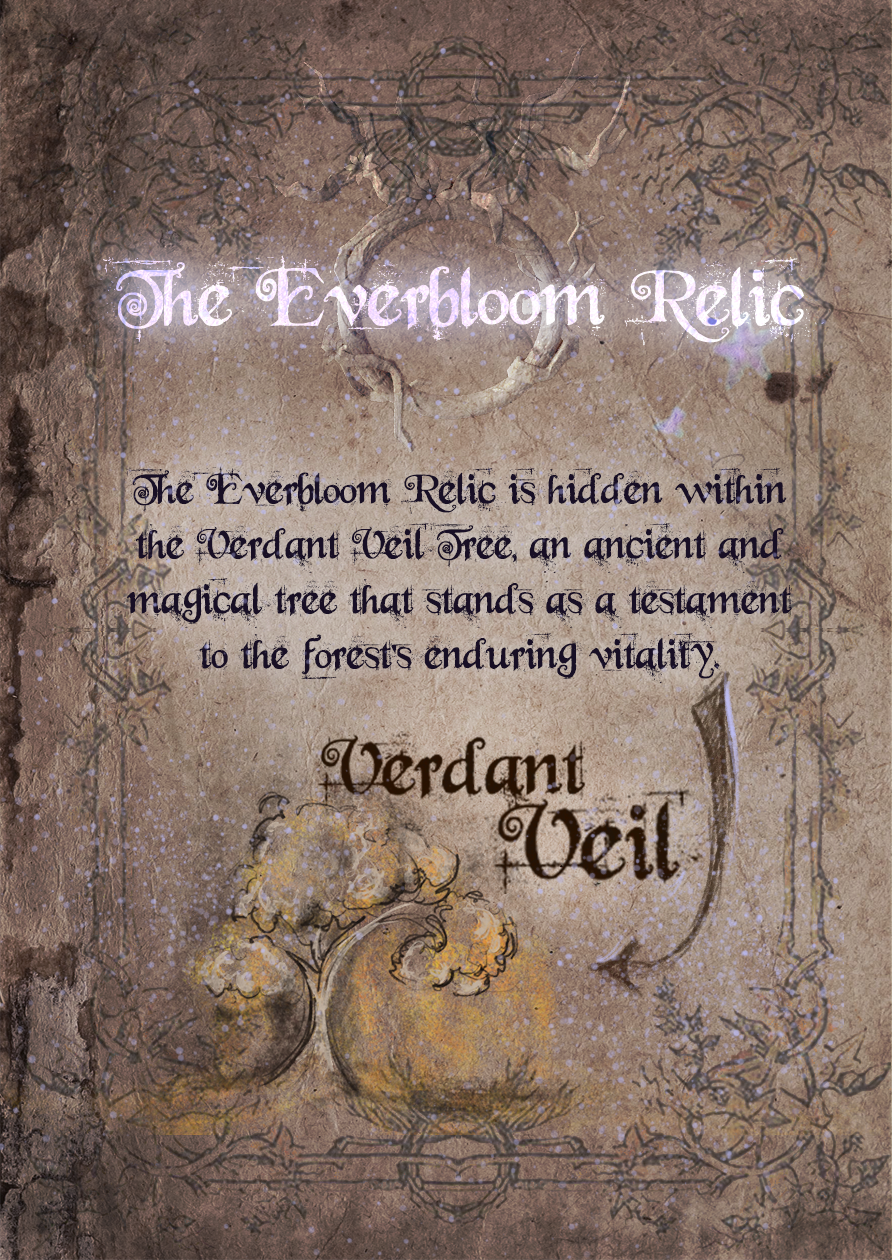 The Everbloom Relic
The Everbloom Relic is hidden within
the Verdant Veil Tree, an ancient and
magical tree that stands as a testament
to the forest's enduring vitality.
Verdant
Veil